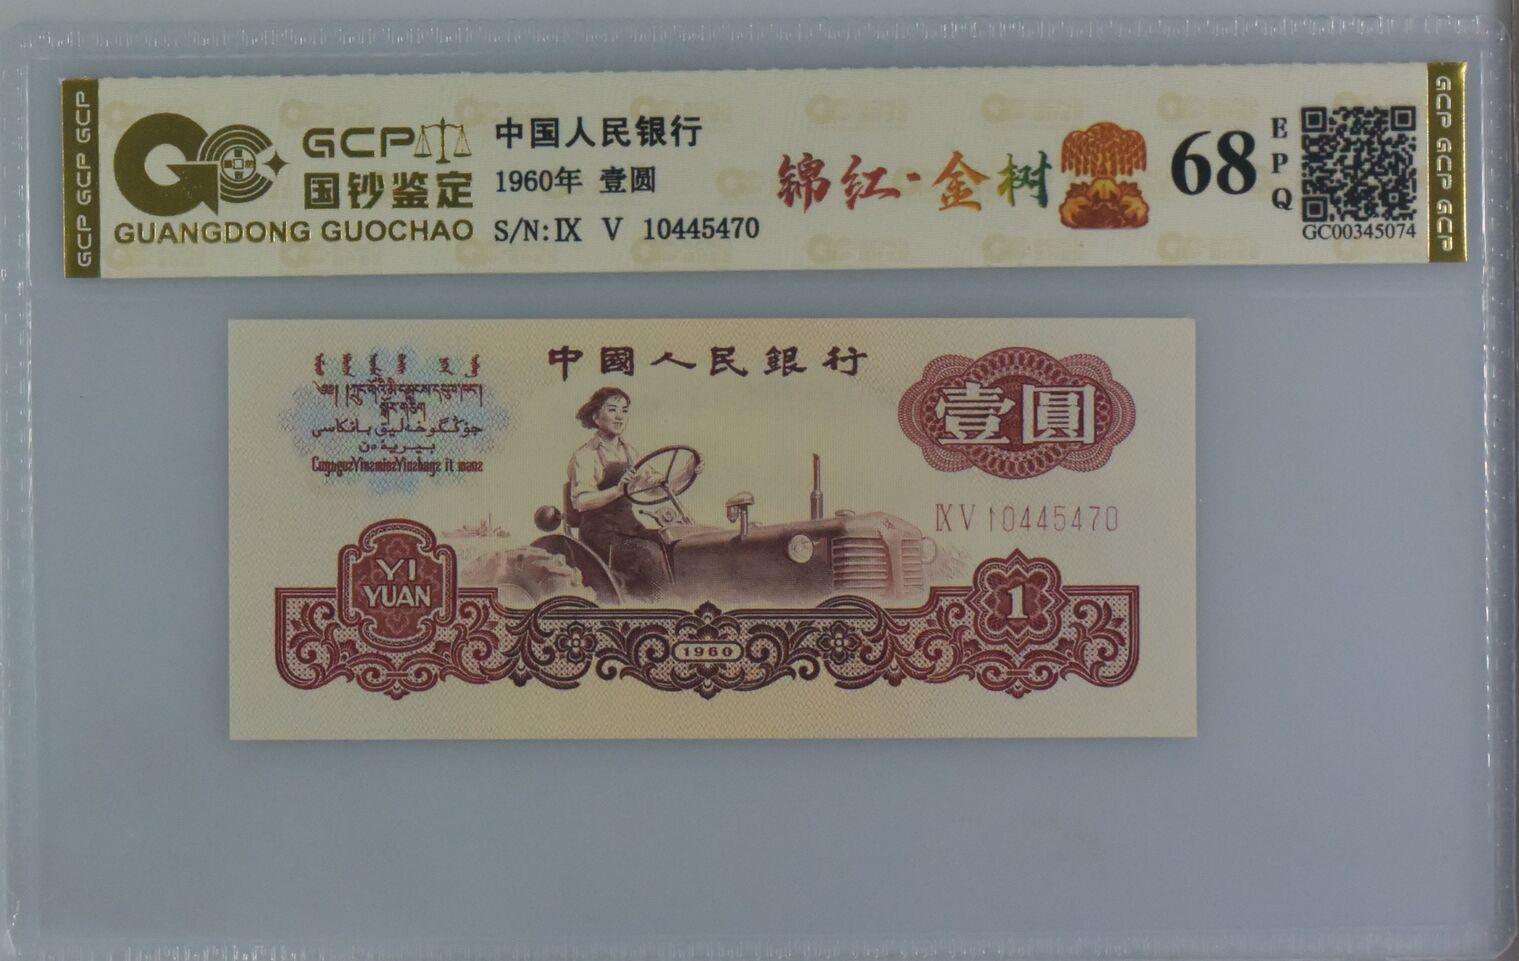 GCP GCP GCP
GCP
国钞鉴定
GUANGDONG GUOCHAO
中国人民银行
1960年 壹圆
S/N: IX V 10445470
锦红·金树
68
EPQ
GC00345074
GCP GCP GCP
中國人民銀行
壹圓
IX V 10445470
YI
YUAN
1960
1